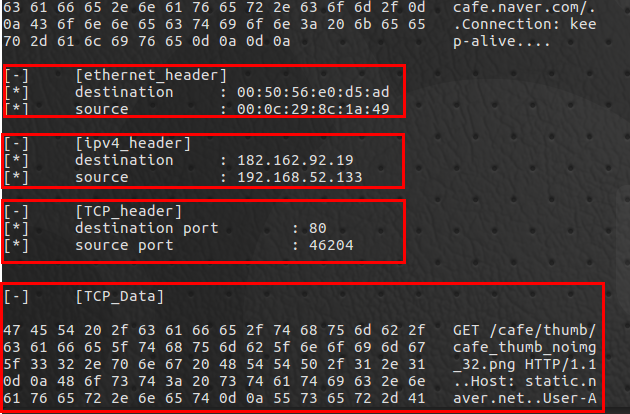 63 61 66 65 2e 6e 61 76 65 72 2e 63 6f 6d 2f 0d cafe.naver.com/.
0a 43 6f 6e 6e 65 63 74 69 6f 6e 3a 20 6b 65 65 .Connection: kee
70 2d 61 6c 69 76 65 0d 0a 0d 0a p-alive....
[-] [ethernet_header]
[*] destination : 00:50:56:e0:d5:ad
[*] source : 00:0c:29:8c:1a:49
[-] [ipv4_header]
[*] destination : 182.162.92.19
[*] source : 192.168.52.133
[-] [TCP_header]
[*] destination port : 80
[*] source port : 46204
[-] [TCP_Data]
47 45 54 20 2f 63 61 66 65 2f 74 68 75 6d 62 2f GET /cafe/thumb/
63 61 66 65 5f 74 68 75 6d 62 5f 6e 6f 69 6d 67 cafe_thumb_noimg
5f 33 32 2e 70 6e 67 20 48 54 54 50 2f 31 2e 31 _32.png HTTP/1.1
0d 0a 48 6f 73 74 3a 20 73 74 61 74 69 63 2e 6e ..Host: static.n
61 76 65 72 2e 6e 65 74 0d 0a 55 73 65 72 2d 41 aver.net..User-A